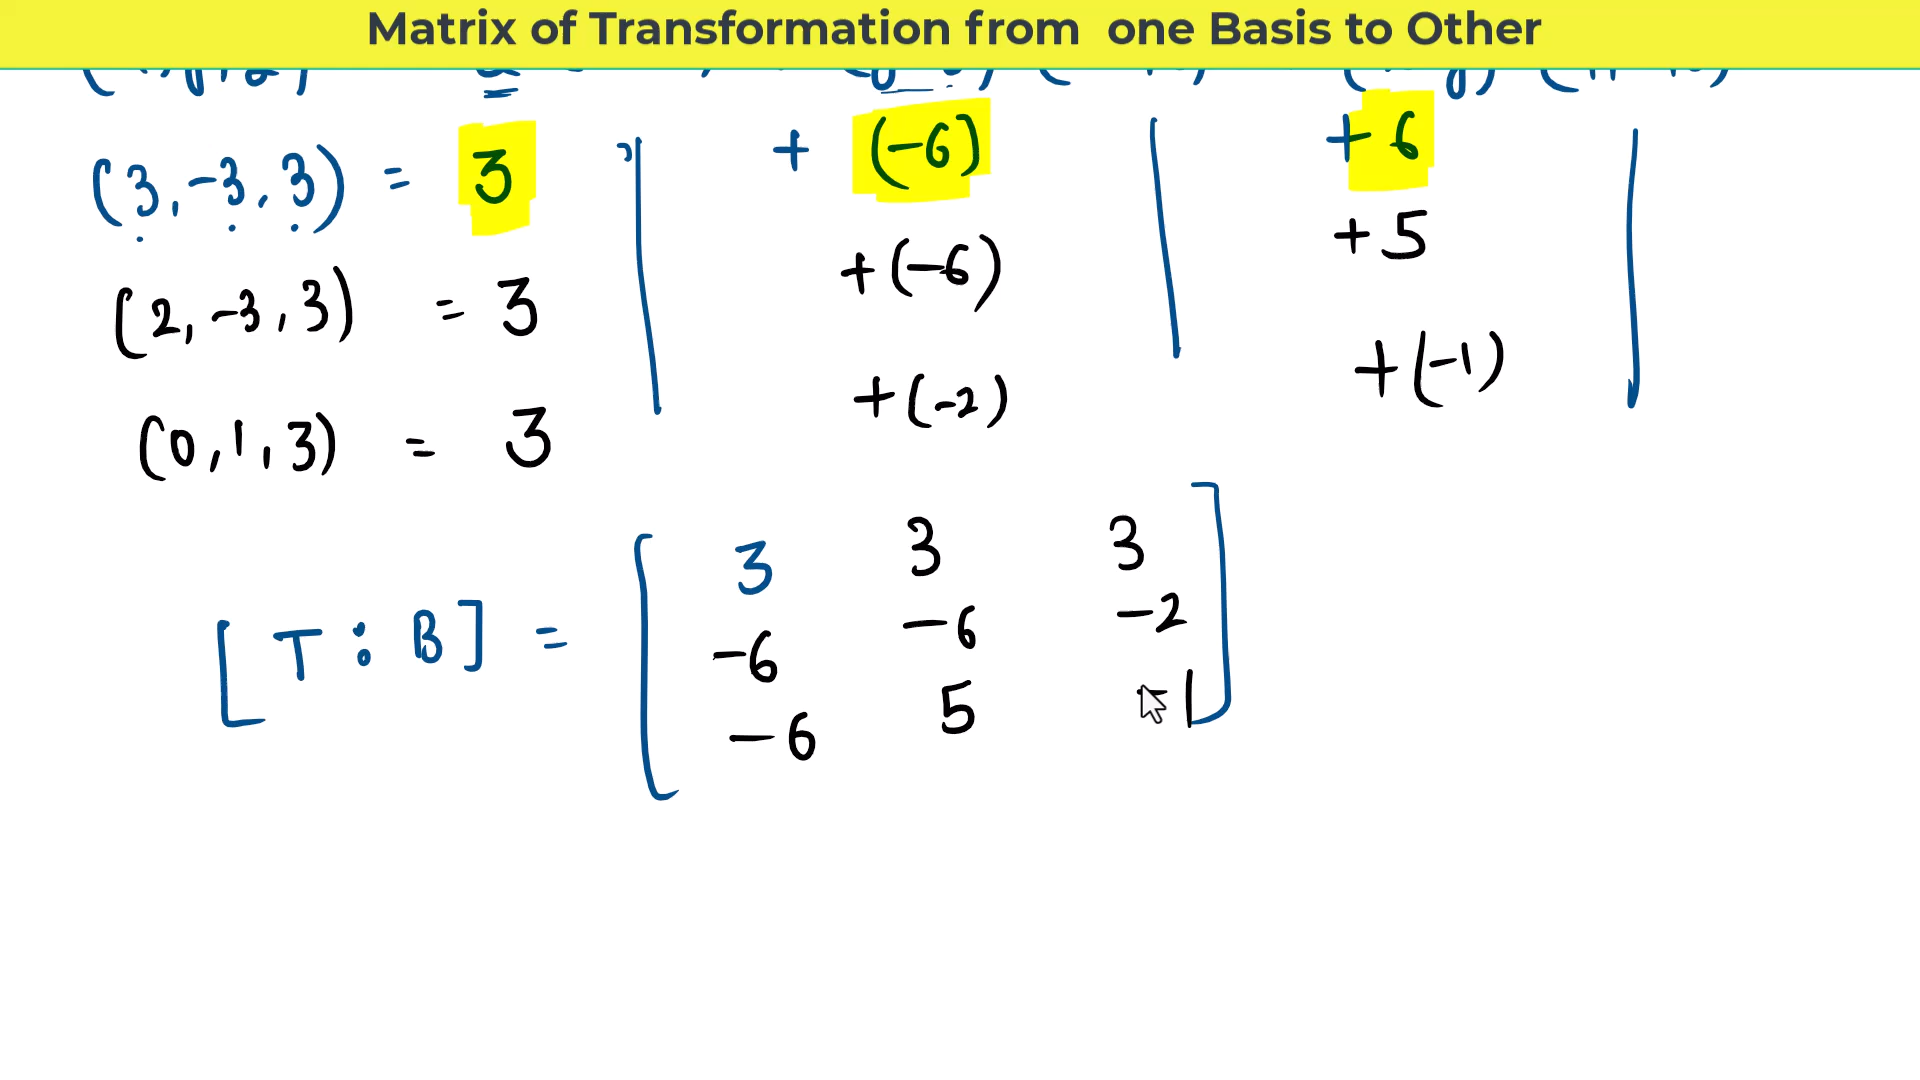 Matrix of Transformation from one Basis to Other
(3, -3, 3) = 3 + (-6) + 6
(2, -3, 3) = 3 + (-6) + 5
(0, 1, 3) = 3 + (-2) + (-1)
[T : B] = [ 3 3 3
-6 -6 -2
-6 5 -1 ]